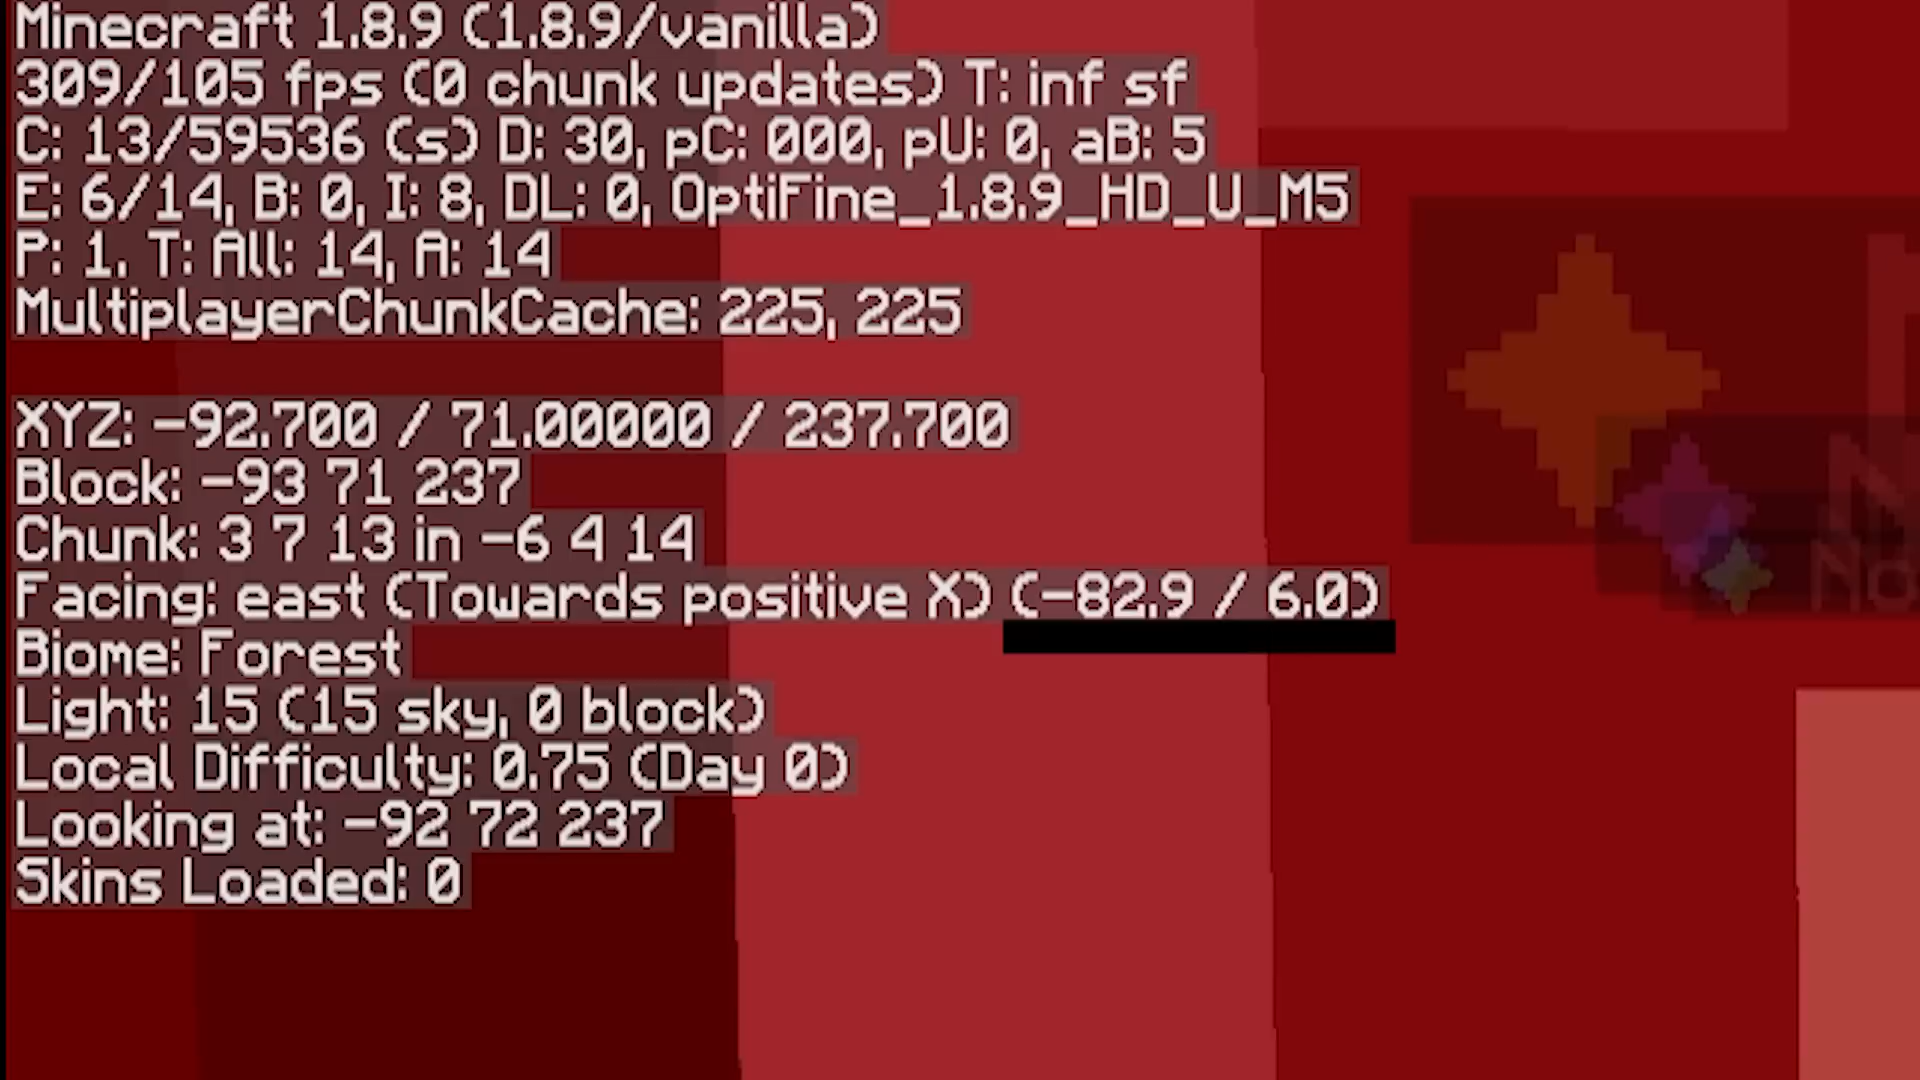 Minecraft 1.8.9 (1.8.9/vanilla)
309/105 fps (0 chunk updates) T: inf sf
C: 13/59536 (s) D: 30, pC: 000, pU: 0, aB: 5
E: 6/14, B: 0, I: 8, DL: 0, OptiFine_1.8.9_HD_U_M5
P: 1. T: All: 14, A: 14
MultiplayerChunkCache: 225, 225
XYZ: -92.700 / 71.00000 / 237.700
Block: -93 71 237
Chunk: 3 7 13 in -6 4 14
Facing: east (Towards positive X) (-82.9 / 6.0)
Biome: Forest
Light: 15 (15 sky, 0 block)
Local Difficulty: 0.75 (Day 0)
Looking at: -92 72 237
Skins Loaded: 0